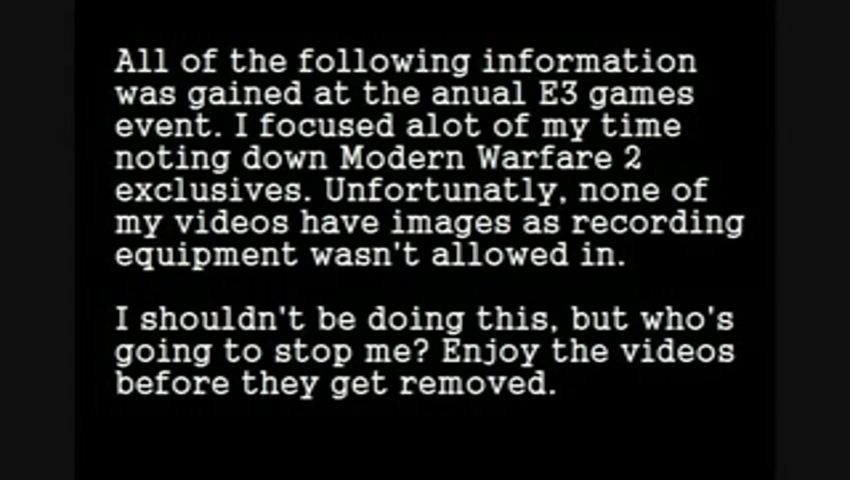 All of the following information
was gained at the anual E3 games
event. I focused alot of my time
noting down Modern Warfare 2
exclusives. Unfortunatly, none of
my videos have images as recording
equipment wasn't allowed in.
I shouldn't be doing this, but who's
going to stop me? Enjoy the videos
before they get removed.